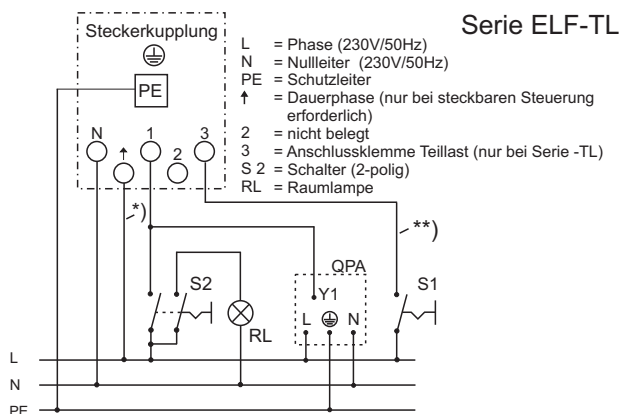 Serie ELF-TL
Steckerkupplung
PE
N
↑
1
2
3
L = Phase (230V/50Hz)
N = Nullleiter (230V/50Hz)
PE = Schutzleiter
↑ = Dauerphase (nur bei steckbaren Steuerung
erforderlich)
2 = nicht belegt
3 = Anschlussklemme Teillast (nur bei Serie -TL)
S 2 = Schalter (2-polig)
RL = Raumlampe
*)
**)
S2
RL
QPA
Y1
L N
S1
L
N
PE